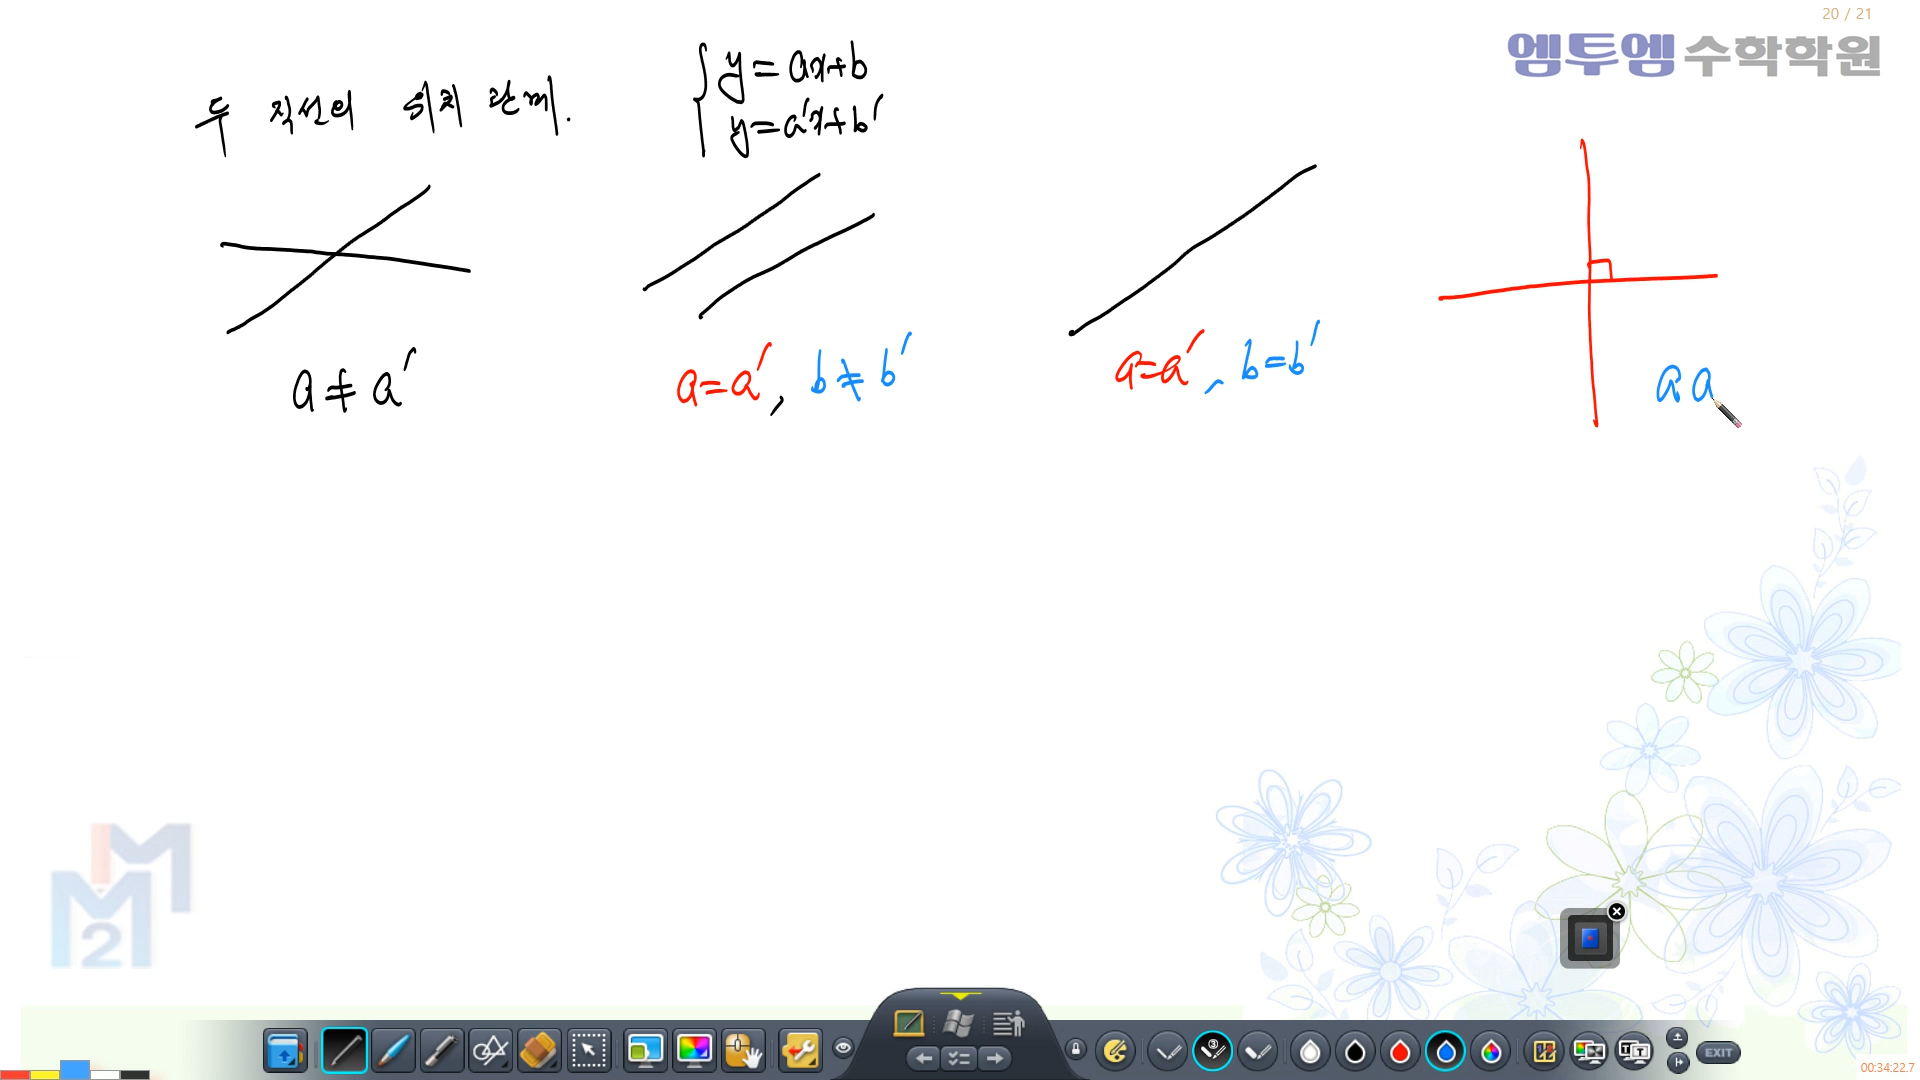 20 / 21
엠투엠 수학학원
두 직선의 위치 관계.
y=ax+b
y=a'x+b'
a≠a'
a=a', b≠b'
a=a', b=b'
a a
M
M2
EXIT
00:34:22.7